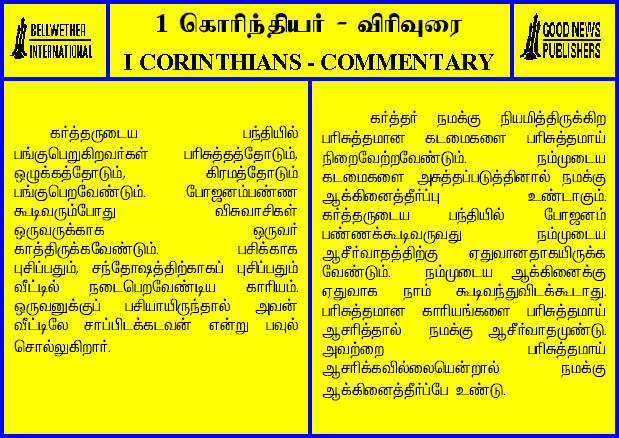 BELLWETHER
INTERNATIONAL
1 கொரிந்தியர் - விரிவுரை
I CORINTHIANS - COMMENTARY
GOOD NEWS
PUBLISHERS
கர்த்தருடைய பந்தியில்
பங்குபெறுகிறவர்கள் பரிசுத்தத்தோடும்,
ஒழுக்கத்தோடும், கிரமத்தோடும்
பங்குபெறவேண்டும். போஜனம்பண்ண
கூடிவரும்போது விசுவாசிகள்
ஒருவருக்காக ஒருவர்
காத்திருக்கவேண்டும். பசிக்காக
புசிப்பதும், சந்தோஷத்திற்காகப் புசிப்பதும்
வீட்டில் நடைபெறவேண்டிய காரியம்.
ஒருவனுக்குப் பசியாயிருந்தால் அவன்
வீட்டிலே சாப்பிடக்கடவன் என்று பவுல்
சொல்லுகிறார்.
கர்த்தர் நமக்கு நியமித்திருக்கிற
பரிசுத்தமான கடமைகளை பரிசுத்தமாய்
நிறைவேற்றவேண்டும். நம்முடைய
கடமைகளை அசுத்தப்படுத்தினால் நமக்கு
ஆக்கினைத்தீர்ப்பு உண்டாகும்.
கர்த்தருடைய பந்தியில் போஜனம்
பண்ணக்கூடிவருவது நம்முடைய
ஆசீர்வாதத்திற்கு ஏதுவானதாகயிருக்க
வேண்டும். நம்முடைய ஆக்கினைக்கு
ஏதுவாக நாம் கூடிவந்துவிடக்கூடாது.
பரிசுத்தமான காரியங்களை பரிசுத்தமாய்
ஆசரித்தால் நமக்கு ஆசீர்வாதமுண்டு.
அவற்றை பரிசுத்தமாய்
ஆசரிக்கவில்லையென்றால் நமக்கு
ஆக்கினைத்தீர்ப்பே உண்டு.